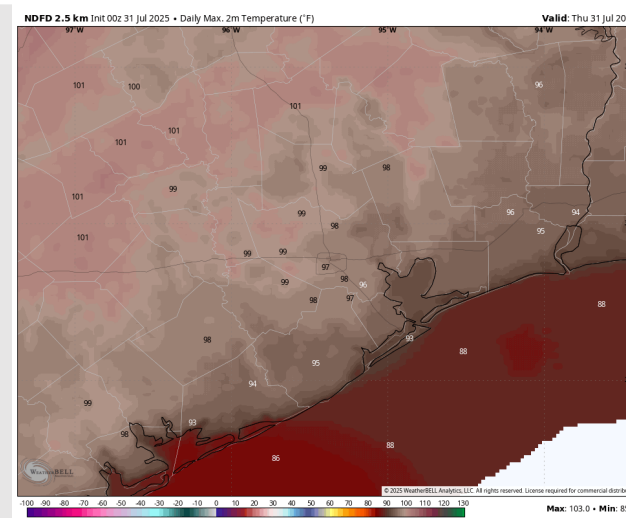 NDFD 2.5 km Init 00z 31 Jul 2025 • Daily Max. 2m Temperature (°F) Valid: Thu 31 Jul 20
97°W 96°W 95°W 94°W
101 100 96
101
101 101
99 98
99
101
99 96 94
98 95
101
99 99
97
99 98 96
98 97
88
98 93
88
95
94
99
93
98
88
86
WeatherBELL
© 2025 WeatherBELL Analytics, LLC. All rights reserved. License required for commercial distrib
-100 -90 -80 -70 -60 -50 -40 -30 -20 -10 0 10 20 30 40 50 60 70 80 90 100 110 120 130
Max: 103.0 • Min: 85